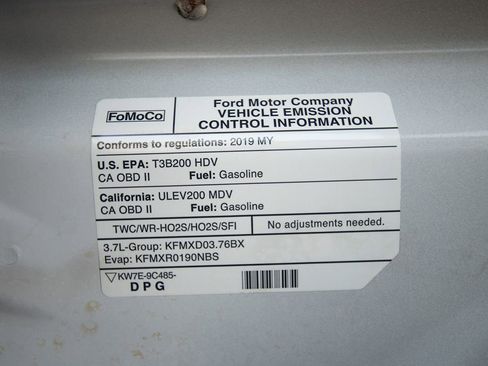 FoMoCo
Ford Motor Company
VEHICLE EMISSION
CONTROL INFORMATION
Conforms to regulations: 2019 MY
U.S. EPA: T3B200 HDV
CA OBD II Fuel: Gasoline
California: ULEV200 MDV
CA OBD II Fuel: Gasoline
TWC/WR-HO2S/HO2S/SFI No adjustments needed.
3.7L-Group: KFMXD03.76BX
Evap: KFMXR0190NBS
KW7E-9C485-
DPG